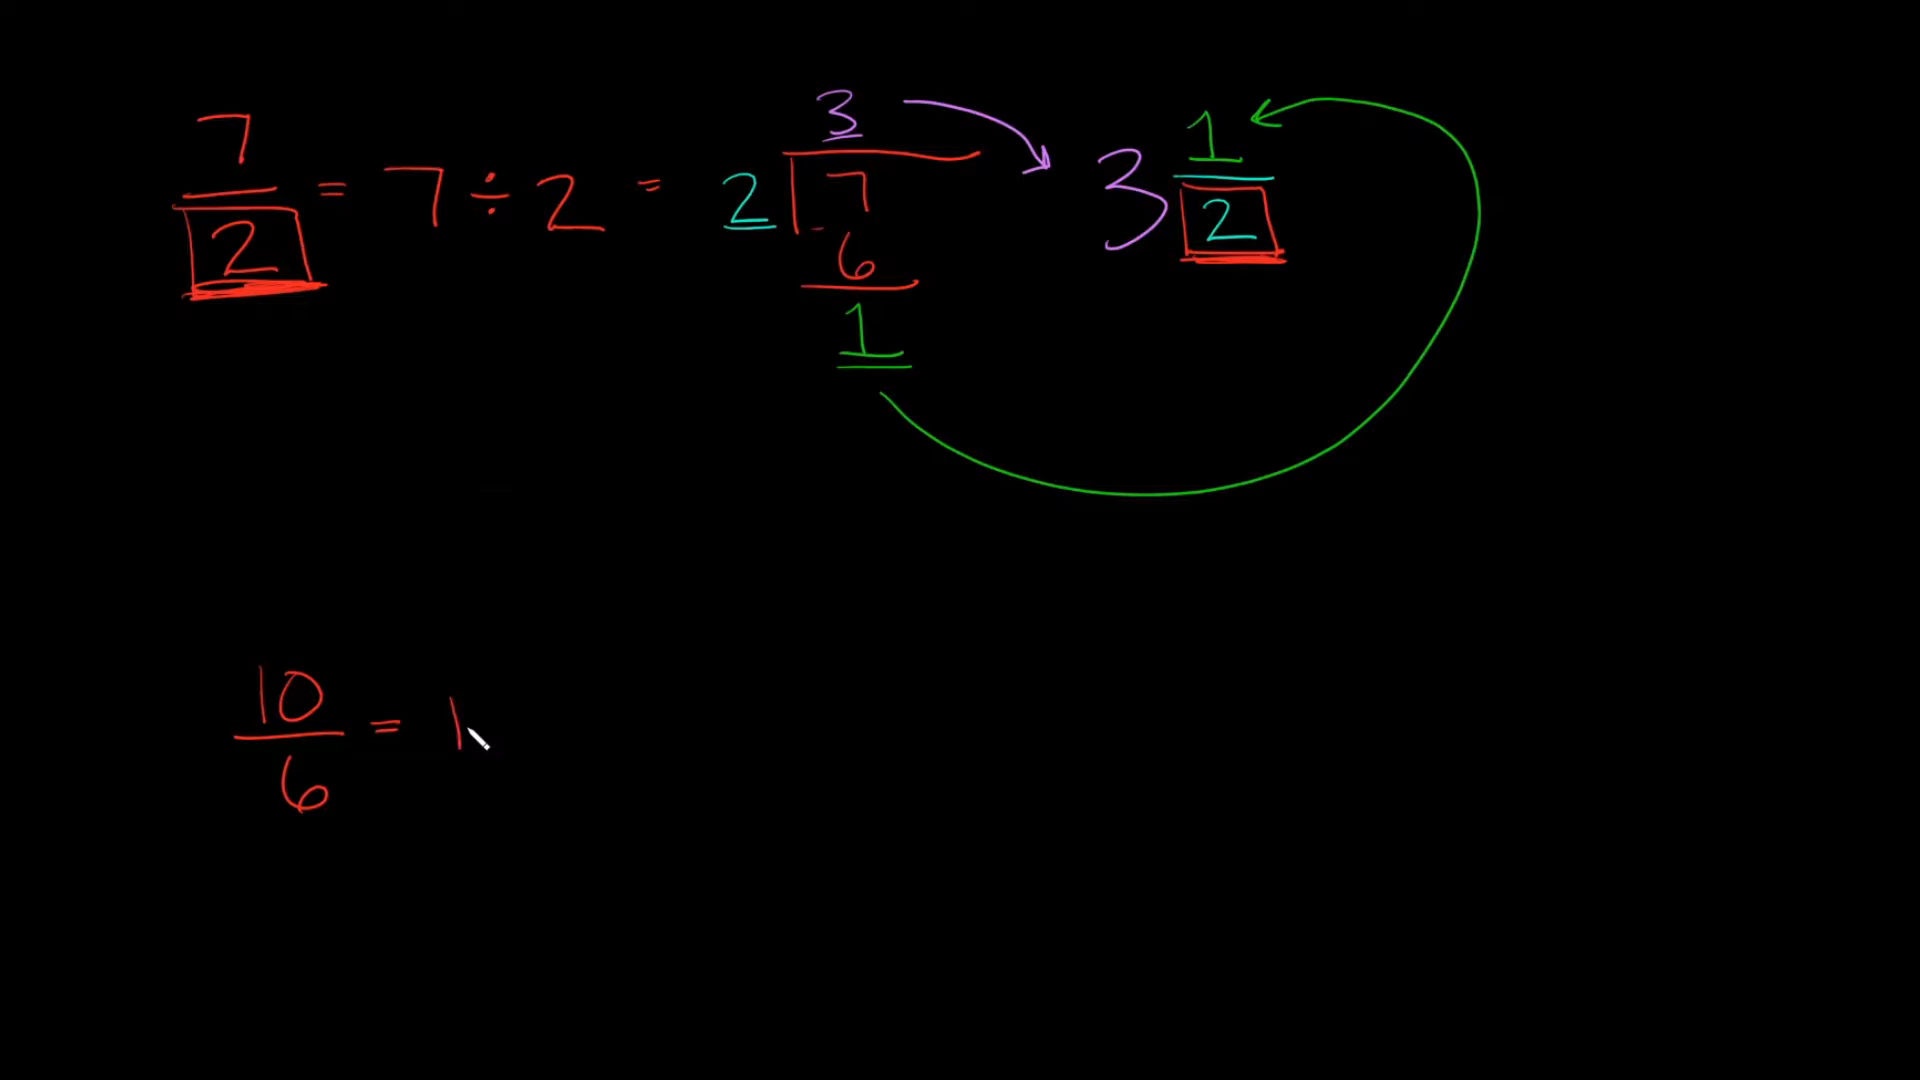 7/2 = 7 ÷ 2 = 2)7 3 1/2
3
- 6
1
10/6 = 1